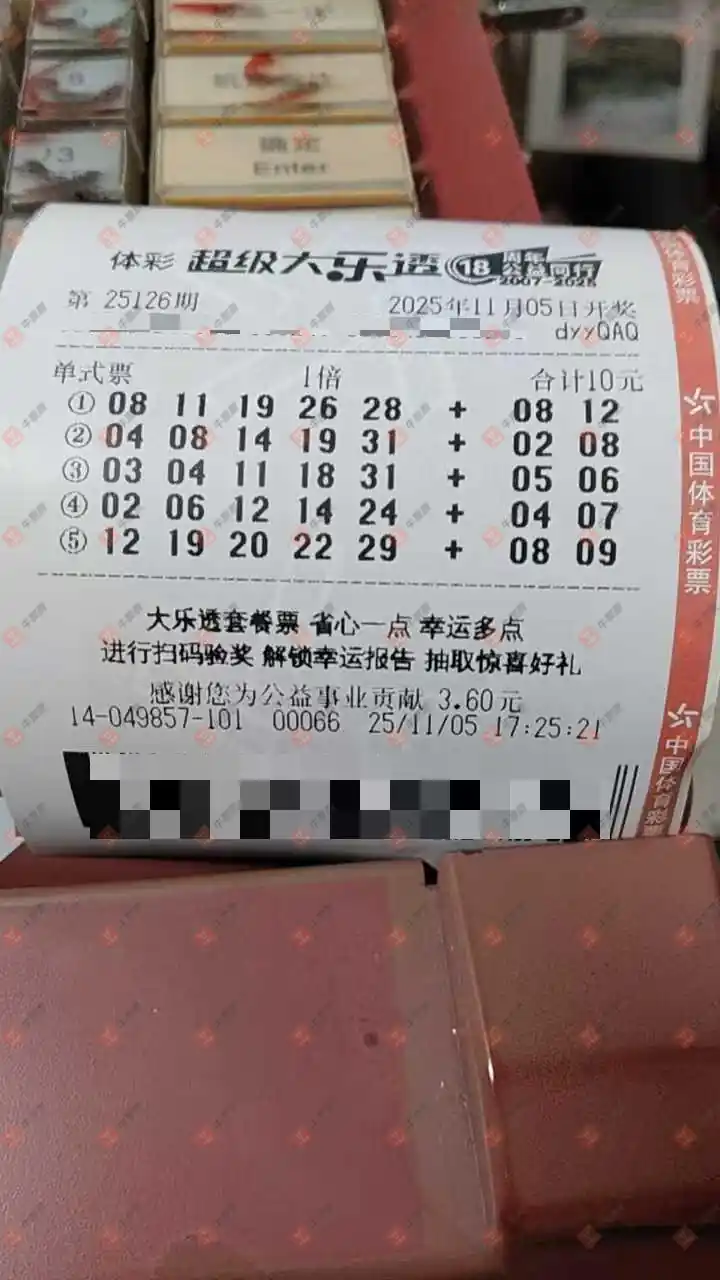 13
确定
Enter
体彩 超级大乐透 18周年 公益同行 2007-2025
第 25126期 2025年11月05日开奖
dyyQAQ
单式票 1倍 合计10元
① 08 11 19 26 28 + 08 12
② 04 08 14 19 31 + 02 08
③ 03 04 11 18 31 + 05 06
④ 02 06 12 14 24 + 04 07
⑤ 12 19 20 22 29 + 08 09
大乐透套餐票 省心一点 幸运多点
进行扫码验奖 解锁幸运报告 抽取惊喜好礼
感谢您为公益事业贡献 3.60元
14-049857-101 00066 25/11/05 17:25:21
体育彩票
中国体育彩票
中国体育彩票